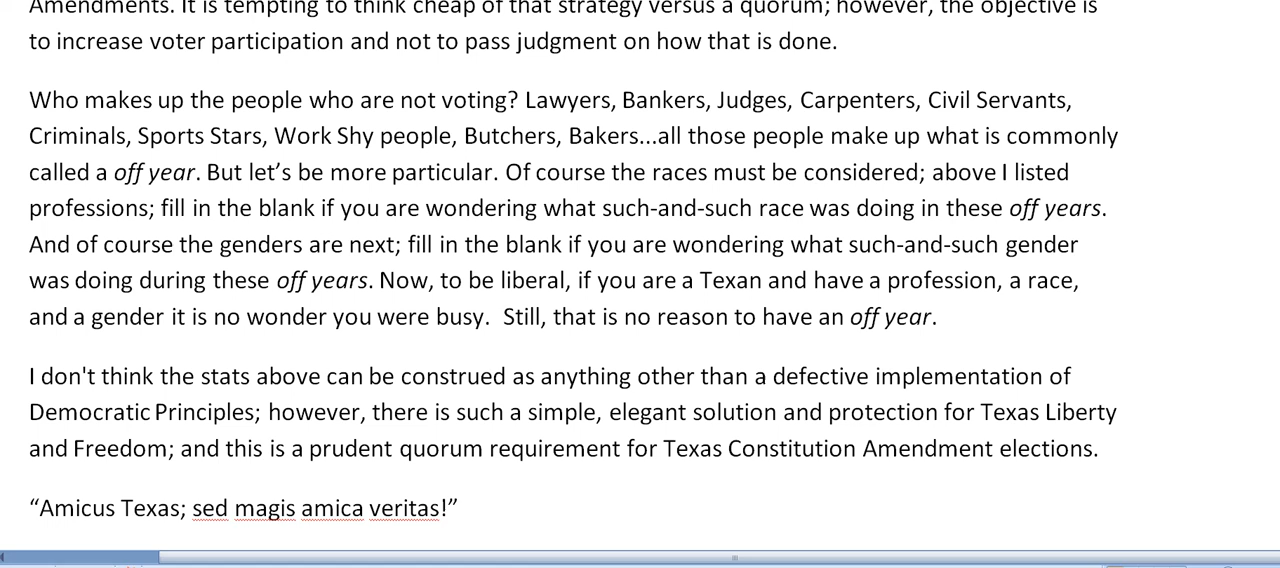 Amendments. It is tempting to think cheap of that strategy versus a quorum; however, the objective is
to increase voter participation and not to pass judgment on how that is done.
Who makes up the people who are not voting? Lawyers, Bankers, Judges, Carpenters, Civil Servants,
Criminals, Sports Stars, Work Shy people, Butchers, Bakers...all those people make up what is commonly
called a off year. But let’s be more particular. Of course the races must be considered; above I listed
professions; fill in the blank if you are wondering what such-and-such race was doing in these off years.
And of course the genders are next; fill in the blank if you are wondering what such-and-such gender
was doing during these off years. Now, to be liberal, if you are a Texan and have a profession, a race,
and a gender it is no wonder you were busy.  Still, that is no reason to have an off year.
I don't think the stats above can be construed as anything other than a defective implementation of
Democratic Principles; however, there is such a simple, elegant solution and protection for Texas Liberty
and Freedom; and this is a prudent quorum requirement for Texas Constitution Amendment elections.
“Amicus Texas; sed magis amica veritas!”